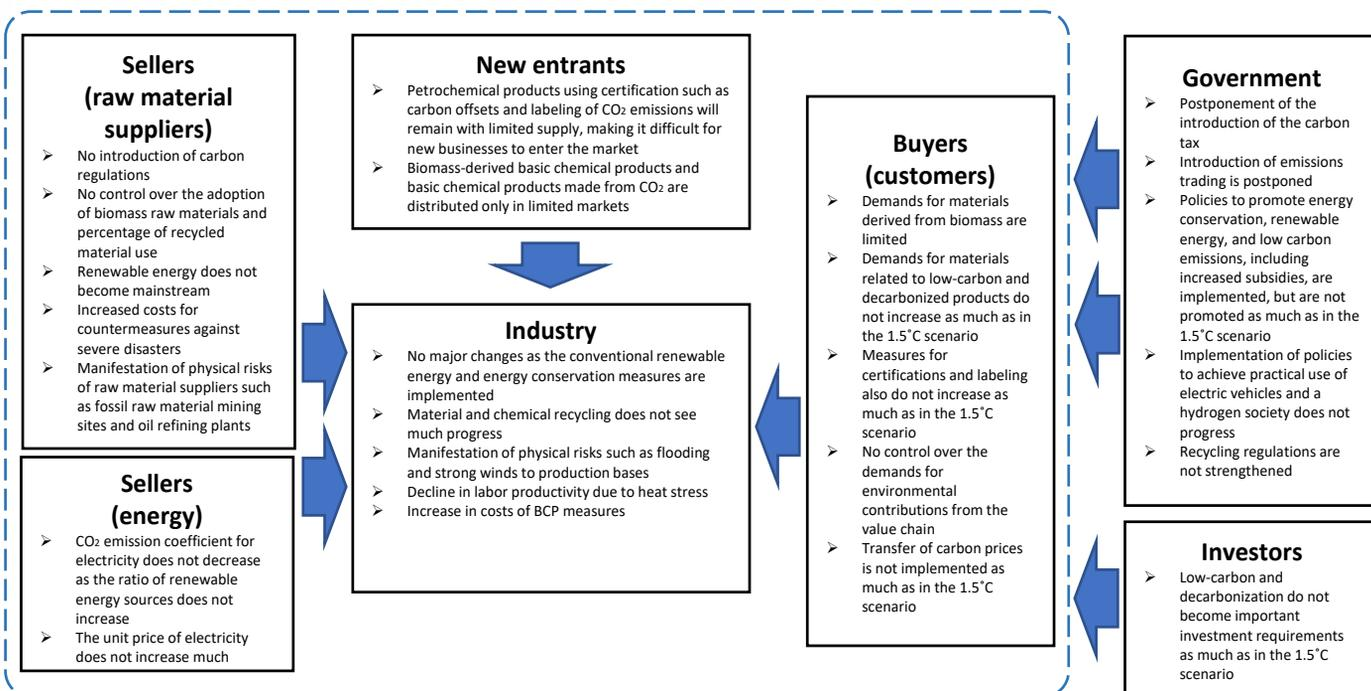 Sellers
(raw material
suppliers)
➢ No introduction of carbon
regulations
➢ No control over the adoption
of biomass raw materials and
percentage of recycled
material use
➢ Renewable energy does not
become mainstream
➢ Increased costs for
countermeasures against
severe disasters
➢ Manifestation of physical risks
of raw material suppliers such
as fossil raw material mining
sites and oil refining plants
Sellers
(energy)
➢ CO₂ emission coefficient for
electricity does not decrease
as the ratio of renewable
energy sources does not
increase
➢ The unit price of electricity
does not increase much
New entrants
➢ Petrochemical products using certification such as
carbon offsets and labeling of CO₂ emissions will
remain with limited supply, making it difficult for
new businesses to enter the market
➢ Biomass-derived basic chemical products and
basic chemical products made from CO₂ are
distributed only in limited markets
Industry
➢ No major changes as the conventional renewable
energy and energy conservation measures are
implemented
➢ Material and chemical recycling does not see
much progress
➢ Manifestation of physical risks such as flooding
and strong winds to production bases
➢ Decline in labor productivity due to heat stress
➢ Increase in costs of BCP measures
Buyers
(customers)
➢ Demands for materials
derived from biomass are
limited
➢ Demands for materials
related to low-carbon and
decarbonized products do
not increase as much as in
the 1.5˚C scenario
➢ Measures for
certifications and labeling
also do not increase as
much as in the 1.5˚C
scenario
➢ No control over the
demands for
environmental
contributions from the
value chain
➢ Transfer of carbon prices
is not implemented as
much as in the 1.5˚C
scenario
Government
➢ Postponement of the
introduction of the carbon
tax
➢ Introduction of emissions
trading is postponed
➢ Policies to promote energy
conservation, renewable
energy, and low carbon
emissions, including
increased subsidies, are
implemented, but are not
promoted as much as in the
1.5˚C scenario
➢ Implementation of policies
to achieve practical use of
electric vehicles and a
hydrogen society does not
progress
➢ Recycling regulations are
not strengthened
Investors
➢ Low-carbon and
decarbonization do not
become important
investment requirements
as much as in the 1.5˚C
scenario